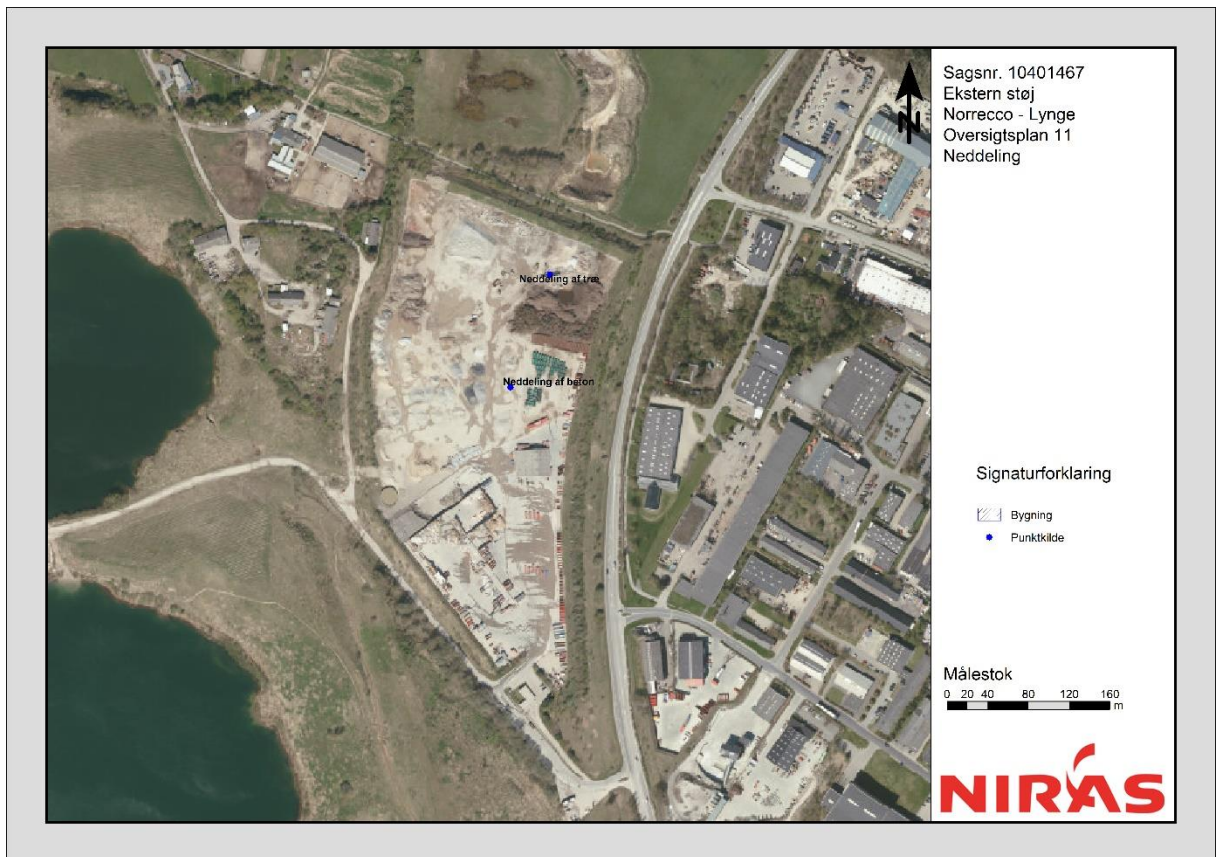 Sagsnr. 10401467
Ekstern støj
Norrecco - Lynge
Oversigtsplan 11
Neddeling
N
Neddeling af træ
Neddeling af beton
Signaturforklaring
Bygning
Punktkilde
Målestok
0 20 40 80 120 160
m
NIRÁS